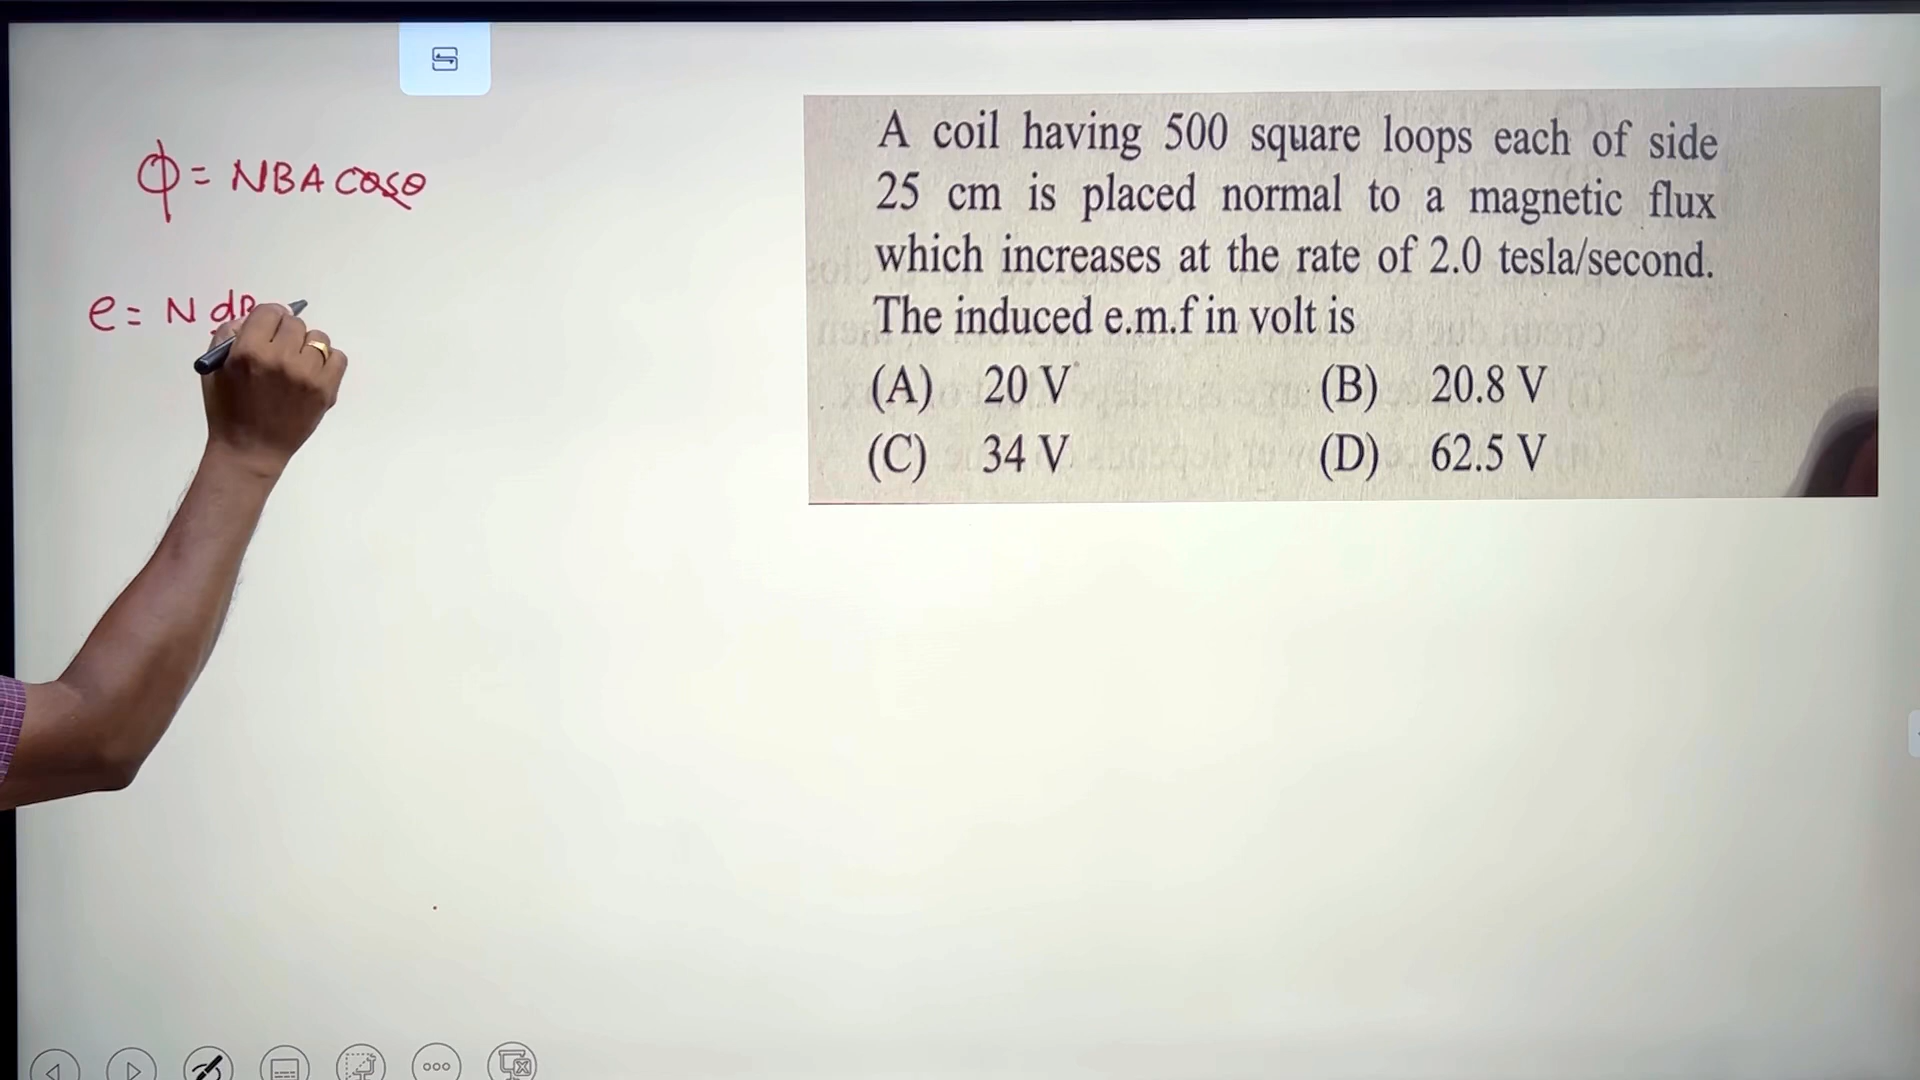 ϕ = NBA cosθ
e = N dB
A coil having 500 square loops each of side
25 cm is placed normal to a magnetic flux
which increases at the rate of 2.0 tesla/second.
The induced e.m.f in volt is
(A) 20 V (B) 20.8 V
(C) 34 V (D) 62.5 V